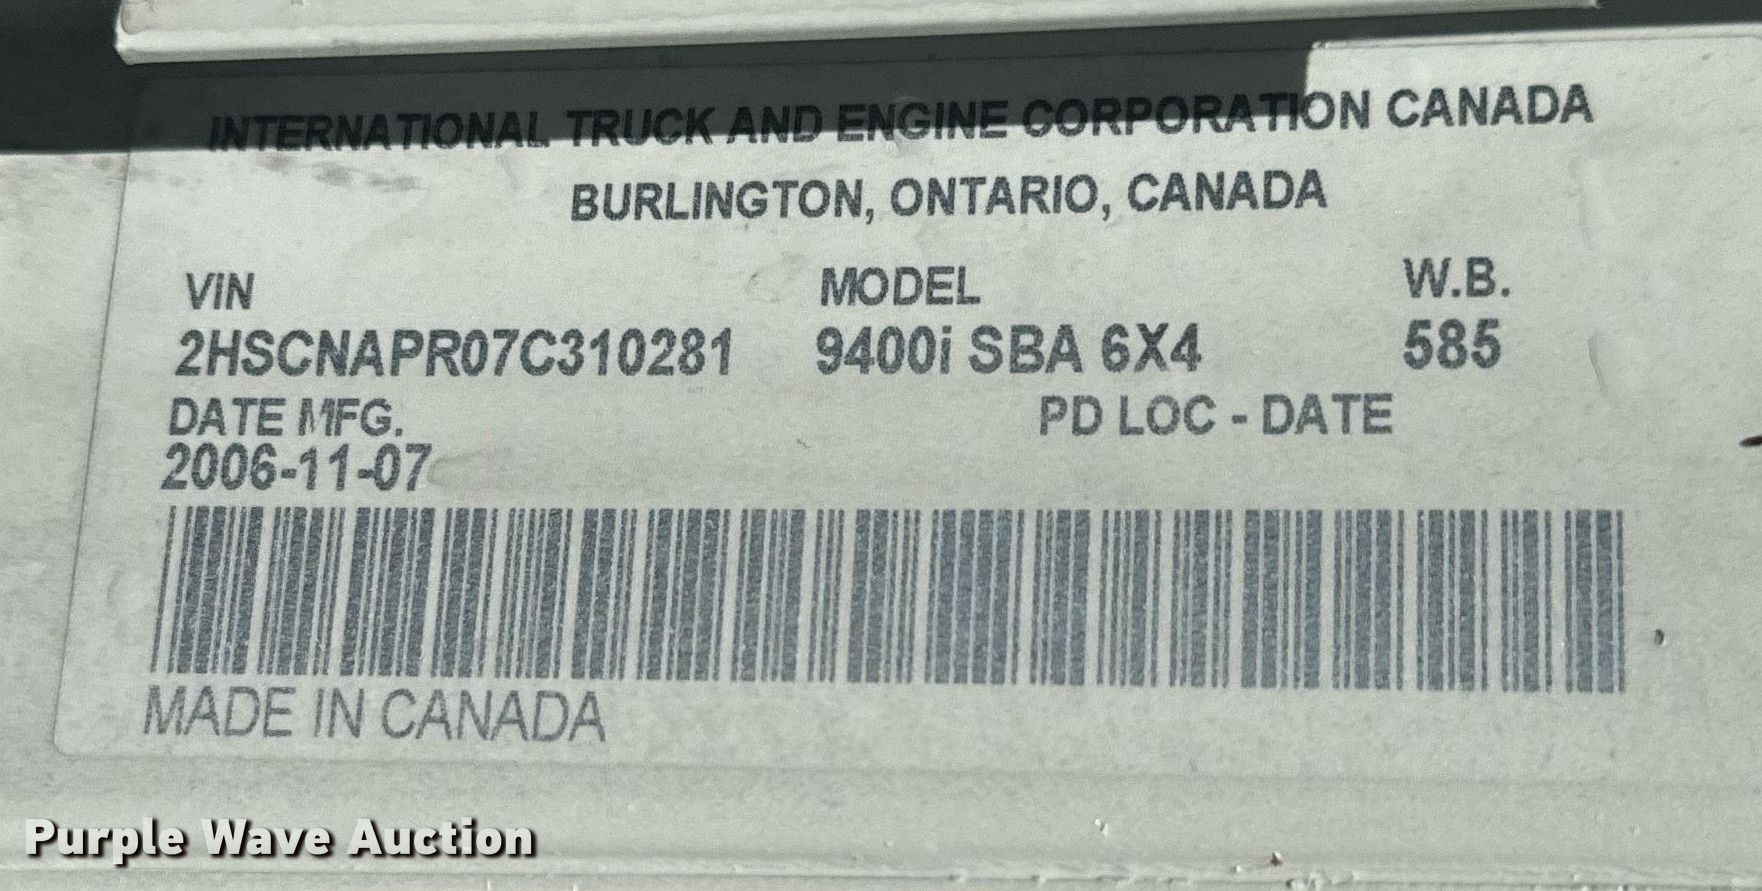 INTERNATIONAL TRUCK AND ENGINE CORPORATION CANADA
BURLINGTON, ONTARIO, CANADA
VIN MODEL W.B.
2HSCNAPR07C310281 9400i SBA 6X4 585
DATE MFG. PD LOC - DATE
2006-11-07
MADE IN CANADA
Purple Wave Auction